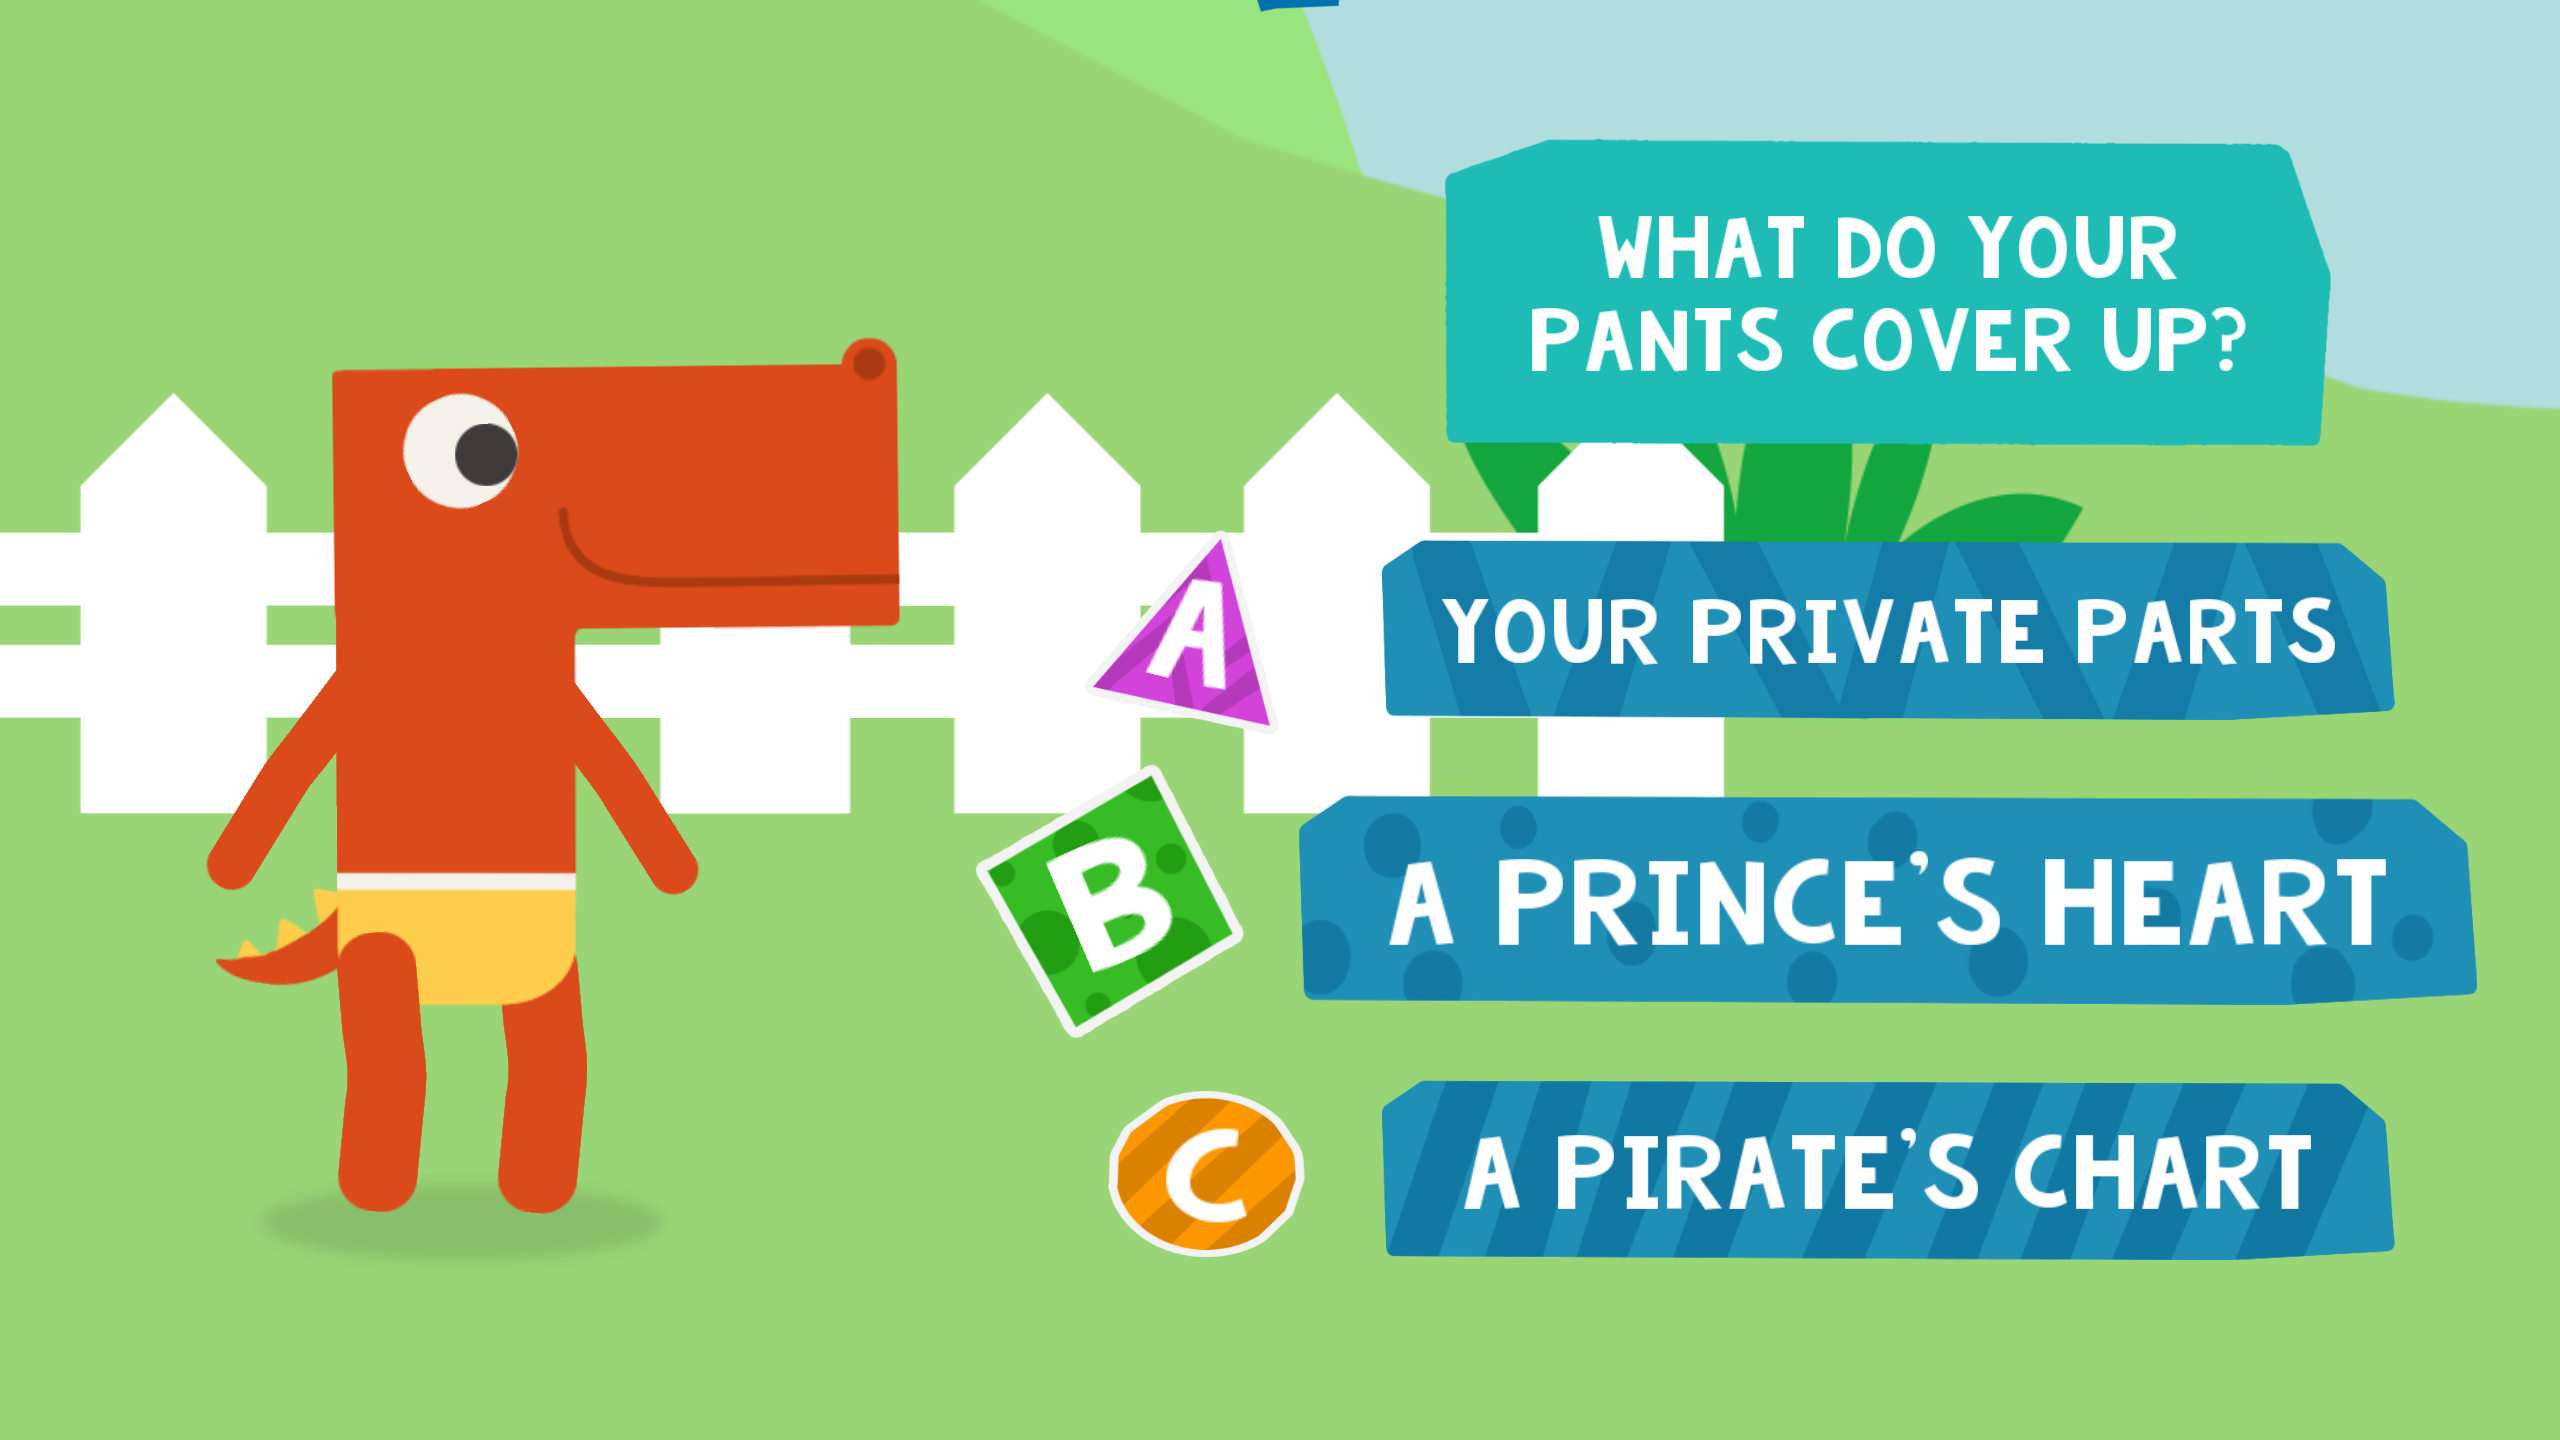 WHAT DO YOUR
PANTS COVER UP?
A
YOUR PRIVATE PARTS
B
A PRINCE'S HEART
C
A PIRATE'S CHART